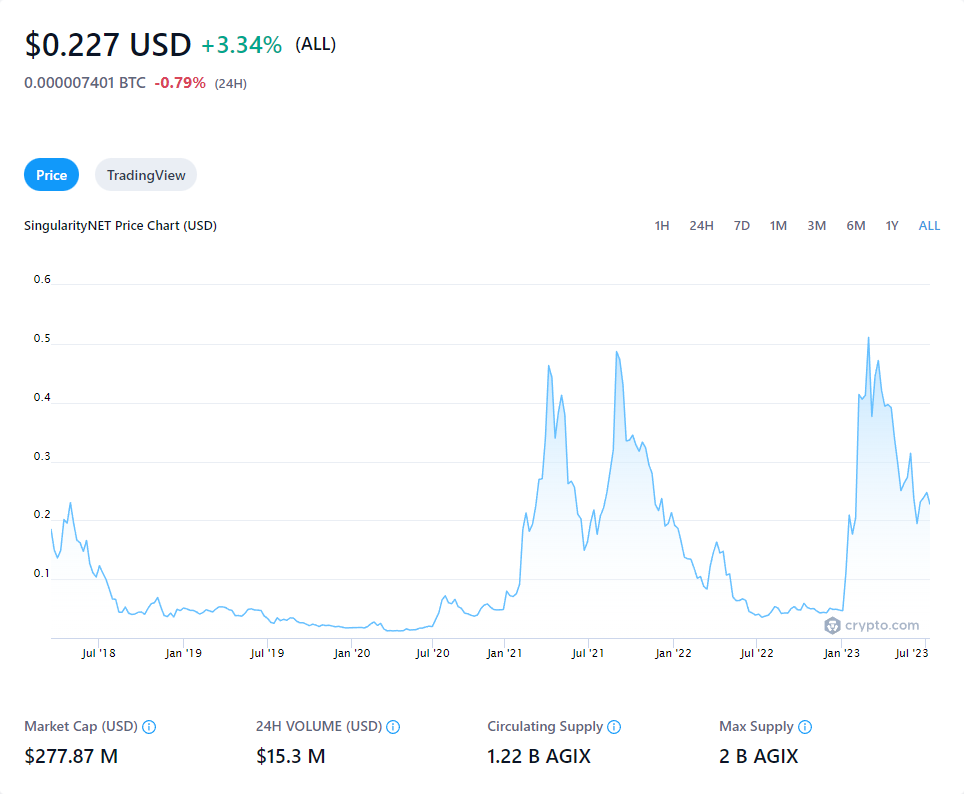 $0.227 USD +3.34% (ALL)
0.000007401 BTC -0.79% (24H)
Price TradingView
SingularityNET Price Chart (USD) 1H 24H 7D 1M 3M 6M 1Y ALL
0.6
0.5
0.4
0.3
0.2
0.1
crypto.com
Jul '18 Jan '19 Jul '19 Jan '20 Jul '20 Jan '21 Jul '21 Jan '22 Jul '22 Jan '23 Jul '23
Market Cap (USD) 24H VOLUME (USD) Circulating Supply Max Supply
$277.87 M $15.3 M 1.22 B AGIX 2 B AGIX